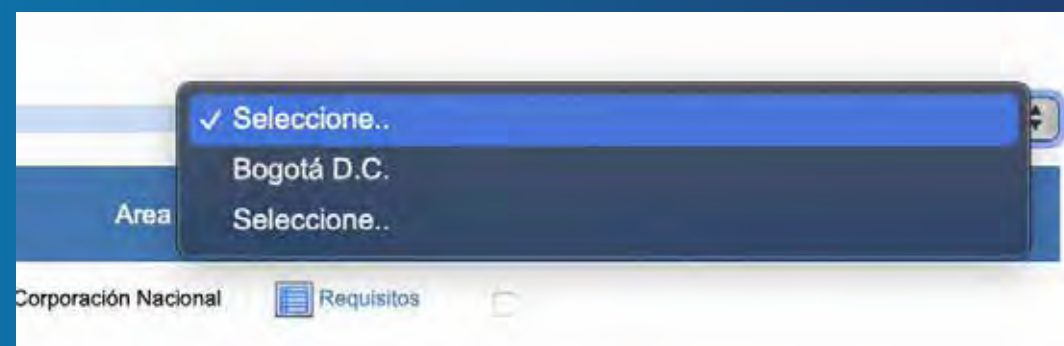 ✓ Seleccione..
Bogotá D.C.
Area
Seleccione..
Corporación Nacional Requisitos